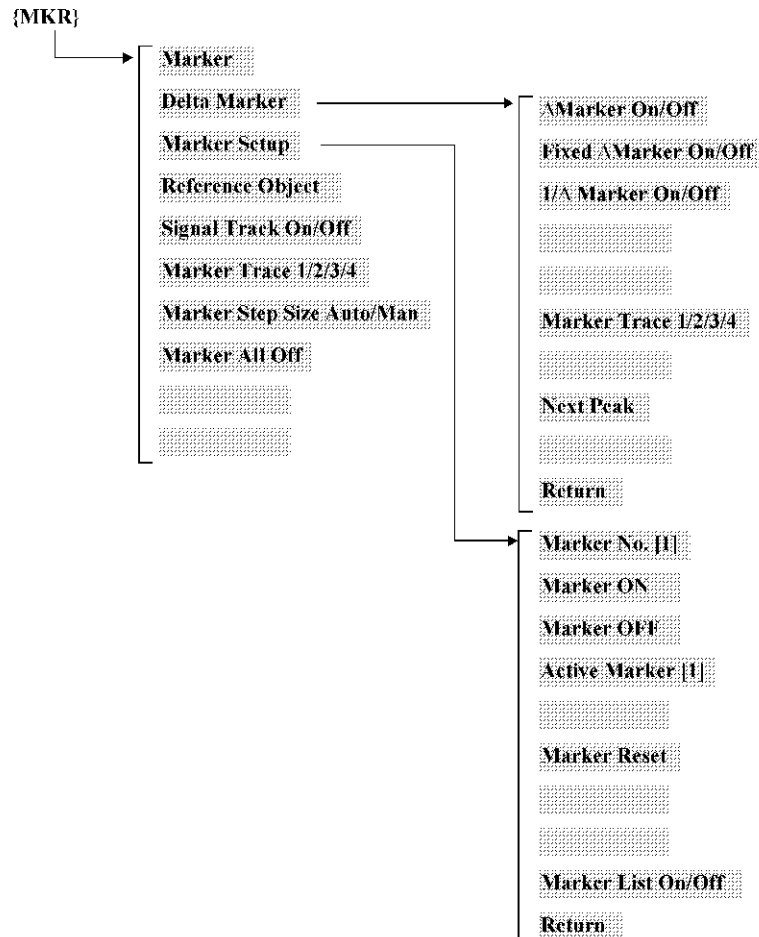 {MKR}
Marker
Delta Marker
Marker Setup
Reference Object
Signal Track On/Off
Marker Trace 1/2/3/4
Marker Step Size Auto/Man
Marker All Off
ΔMarker On/Off
Fixed ΔMarker On/Off
1/Δ Marker On/Off
Marker Trace 1/2/3/4
Next Peak
Return
Marker No. [1]
Marker ON
Marker OFF
Active Marker [1]
Marker Reset
Marker List On/Off
Return